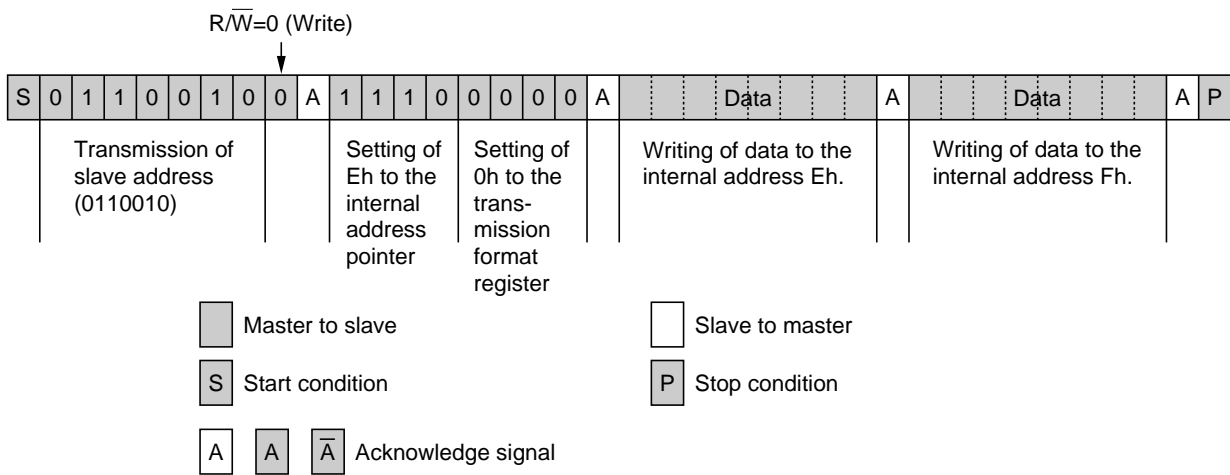 R/W̅=0 (Write)
S 0 1 1 0 0 1 0 0 A 1 1 1 0 0 0 0 0 A Data A Data A P
Transmission of
slave address
(0110010)
Setting of
Eh to the
internal
address
pointer
Setting of
0h to the
trans-
mission
format
register
Writing of data to the
internal address Eh.
Writing of data to the
internal address Fh.
Master to slave
Slave to master
S Start condition
P Stop condition
A A A̅ Acknowledge signal